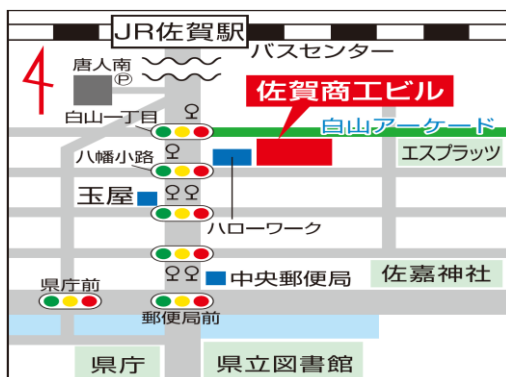 JR佐賀駅
バスセンター
唐人南
P
佐賀商工ビル
白山一丁目
白山アーケード
エスプラッツ
八幡小路
玉屋
ハローワーク
中央郵便局
佐嘉神社
県庁前
郵便局前
県庁
県立図書館